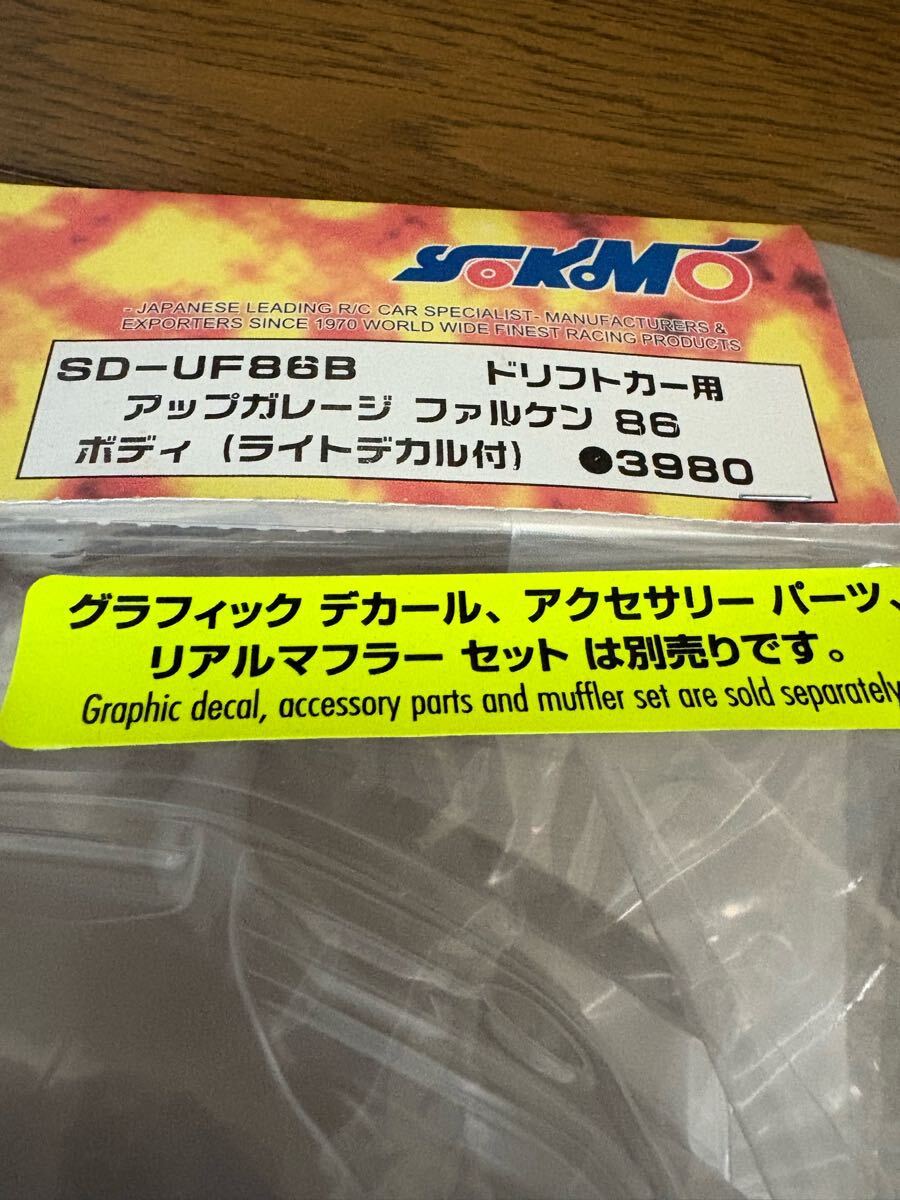 YOKOMO
- JAPANESE LEADING R/C CAR SPECIALIST- MANUFACTURERS &
EXPORTERS SINCE 1970 WORLD WIDE FINEST RACING PRODUCTS
SD-UF86B ドリフトカー用
アップガレージ ファルケン 86
ボディ (ライトデカル付) ●3980
グラフィック デカール、アクセサリー パーツ、
リアルマフラー セット は別売りです。
Graphic decal, accessory parts and muffler set are sold separately